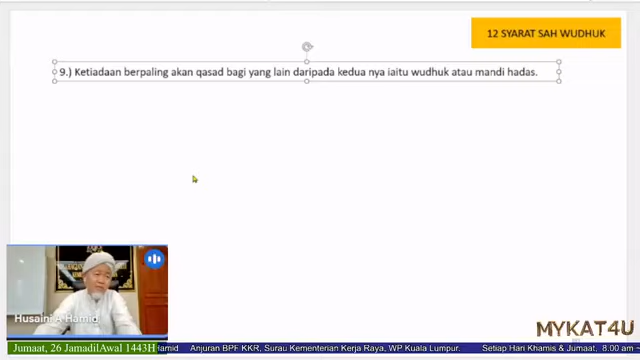 12 SYARAT SAH WUDHUK
9.) Ketiadaan berpaling akan qasad bagi yang lain daripada kedua nya iaitu wudhuk atau mandi hadas.
Husaini A Hamid
MYKAT4U
Jumaat, 26 JamadilAwal 1443H
Hamid Anjuran BPF KKR, Surau Kementerian Kerja Raya, WP Kuala Lumpur. Setiap Hari Khamis & Jumaat, 8.00 am -